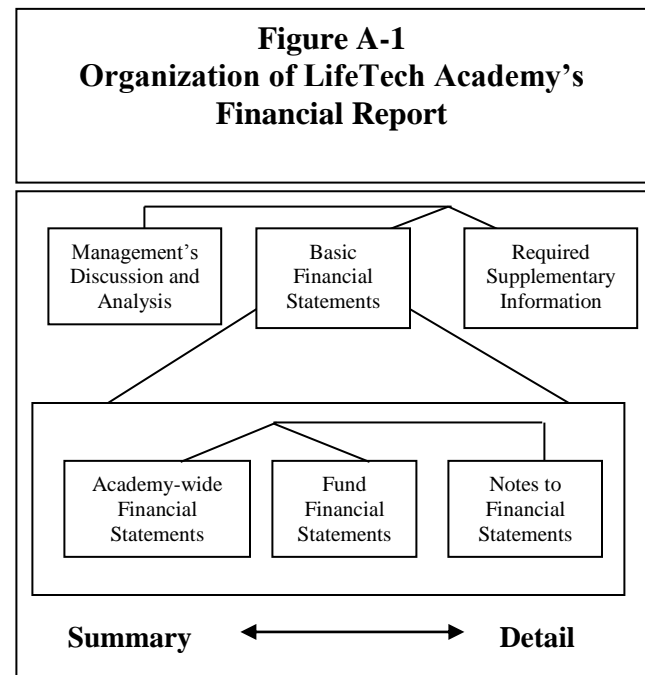 Figure A-1
Organization of LifeTech Academy’s
Financial Report
Management’s
Discussion and
Analysis
Basic
Financial
Statements
Required
Supplementary
Information
Academy-wide
Financial
Statements
Fund
Financial
Statements
Notes to
Financial
Statements
Summary
Detail